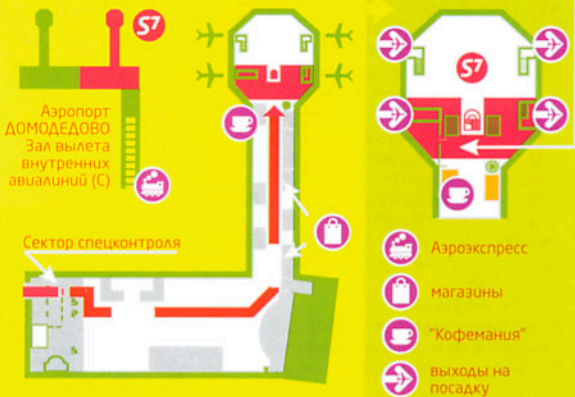 S7
Аэропорт
ДОМОДЕДОВО
Зал вылета
внутренних
авиалиний (С)
Сектор спецконтроля
S7
Аэроэкспресс
магазины
"Кофемания"
выходы на
посадку